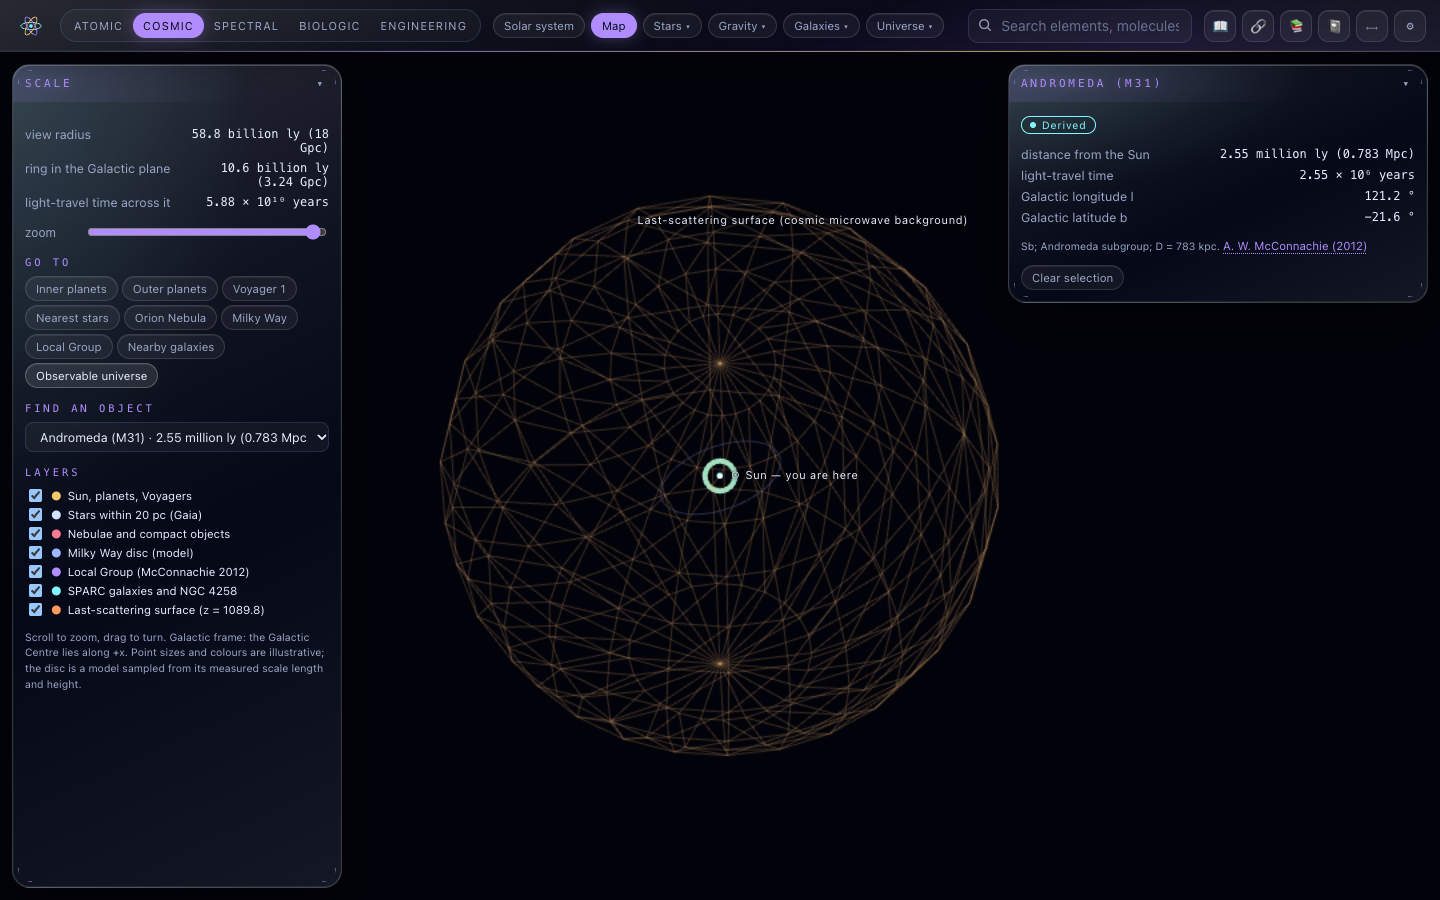 ATOMIC COSMIC SPECTRAL BIOLOGIC ENGINEERING Solar system Map Stars ▾ Gravity ▾ Galaxies ▾ Universe ▾ Search elements, molecules
SCALE ▾
view radius 58.8 billion ly (18 Gpc)
ring in the Galactic plane 10.6 billion ly (3.24 Gpc)
light-travel time across it 5.88 × 10¹⁰ years
zoom
GO TO
Inner planets Outer planets Voyager 1
Nearest stars Orion Nebula Milky Way
Local Group Nearby galaxies
Observable universe
FIND AN OBJECT
Andromeda (M31) · 2.55 million ly (0.783 Mpc
LAYERS
Sun, planets, Voyagers
Stars within 20 pc (Gaia)
Nebulae and compact objects
Milky Way disc (model)
Local Group (McConnachie 2012)
SPARC galaxies and NGC 4258
Last-scattering surface (z = 1089.8)
Scroll to zoom, drag to turn. Galactic frame: the Galactic
Centre lies along +x. Point sizes and colours are illustrative;
the disc is a model sampled from its measured scale length
and height.
Last-scattering surface (cosmic microwave background)
Sun — you are here
ANDROMEDA (M31) ▾
Derived
distance from the Sun 2.55 million ly (0.783 Mpc)
light-travel time 2.55 × 10⁶ years
Galactic longitude l 121.2 °
Galactic latitude b −21.6 °
Sb; Andromeda subgroup; D = 783 kpc. A. W. McConnachie (2012)
Clear selection